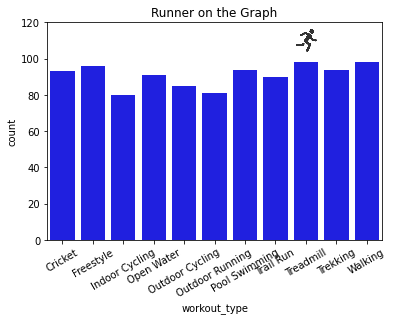 Runner on the Graph
120
100
80
60
40
20
0
count
Cricket
Freestyle
Indoor Cycling
Open Water
Outdoor Cycling
Outdoor Running
Pool Swimming
Trail Run
Treadmill
Trekking
Walking
workout_type